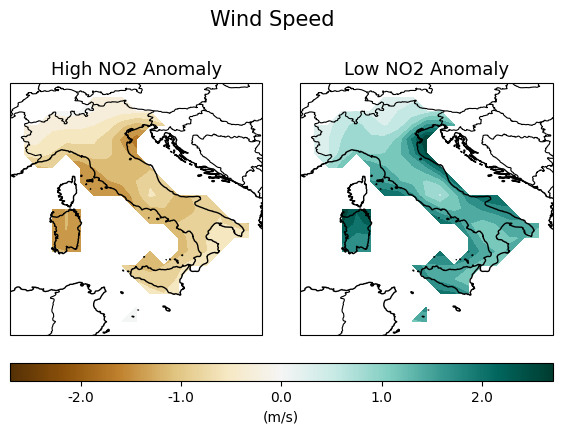 Wind Speed
High NO2 Anomaly
Low NO2 Anomaly
-2.0 -1.0 0.0 1.0 2.0
(m/s)